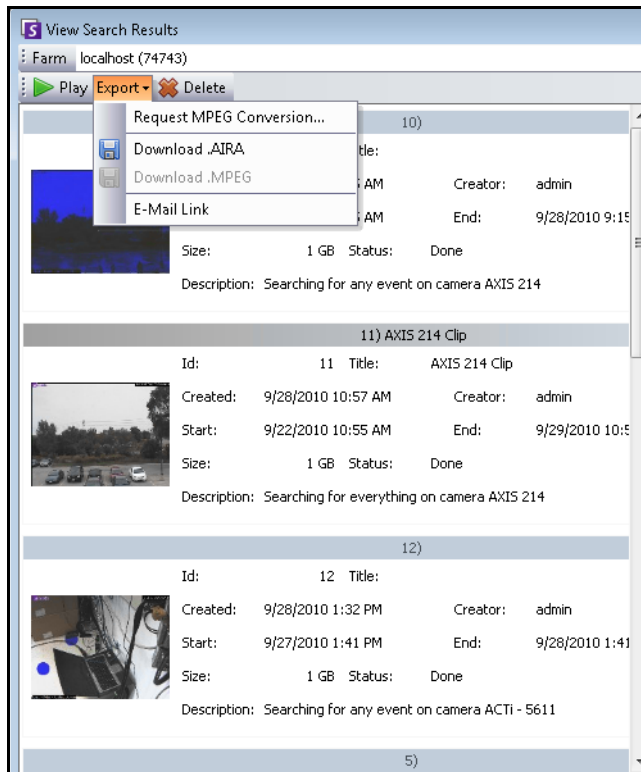 View Search Results
Farm localhost (74743)
Play Export Delete
Request MPEG Conversion...
Download .AIRA
Download .MPEG
E-Mail Link
10)
tle:
AM Creator: admin
AM End: 9/28/2010 9:15
Size: 1 GB Status: Done
Description: Searching for any event on camera AXIS 214
11) AXIS 214 Clip
Id: 11 Title: AXIS 214 Clip
Created: 9/28/2010 10:57 AM Creator: admin
Start: 9/22/2010 10:55 AM End: 9/29/2010 10:5
Size: 1 GB Status: Done
Description: Searching for everything on camera AXIS 214
12)
Id: 12 Title:
Created: 9/28/2010 1:32 PM Creator: admin
Start: 9/27/2010 1:41 PM End: 9/28/2010 1:41
Size: 1 GB Status: Done
Description: Searching for any event on camera ACTi - 5611
5)